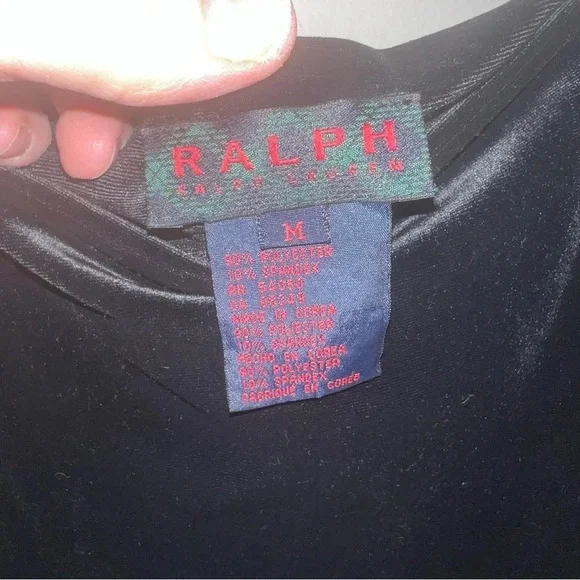 RALPH
RALPH LAUREN
M
90% POLYESTER
10% SPANDEX
MADE IN KOREA
90% POLIESTER
10% SPANDEX
HECHO EN COREA
90% POLYESTER
10% SPANDEX
FABRIQUE EN COREE